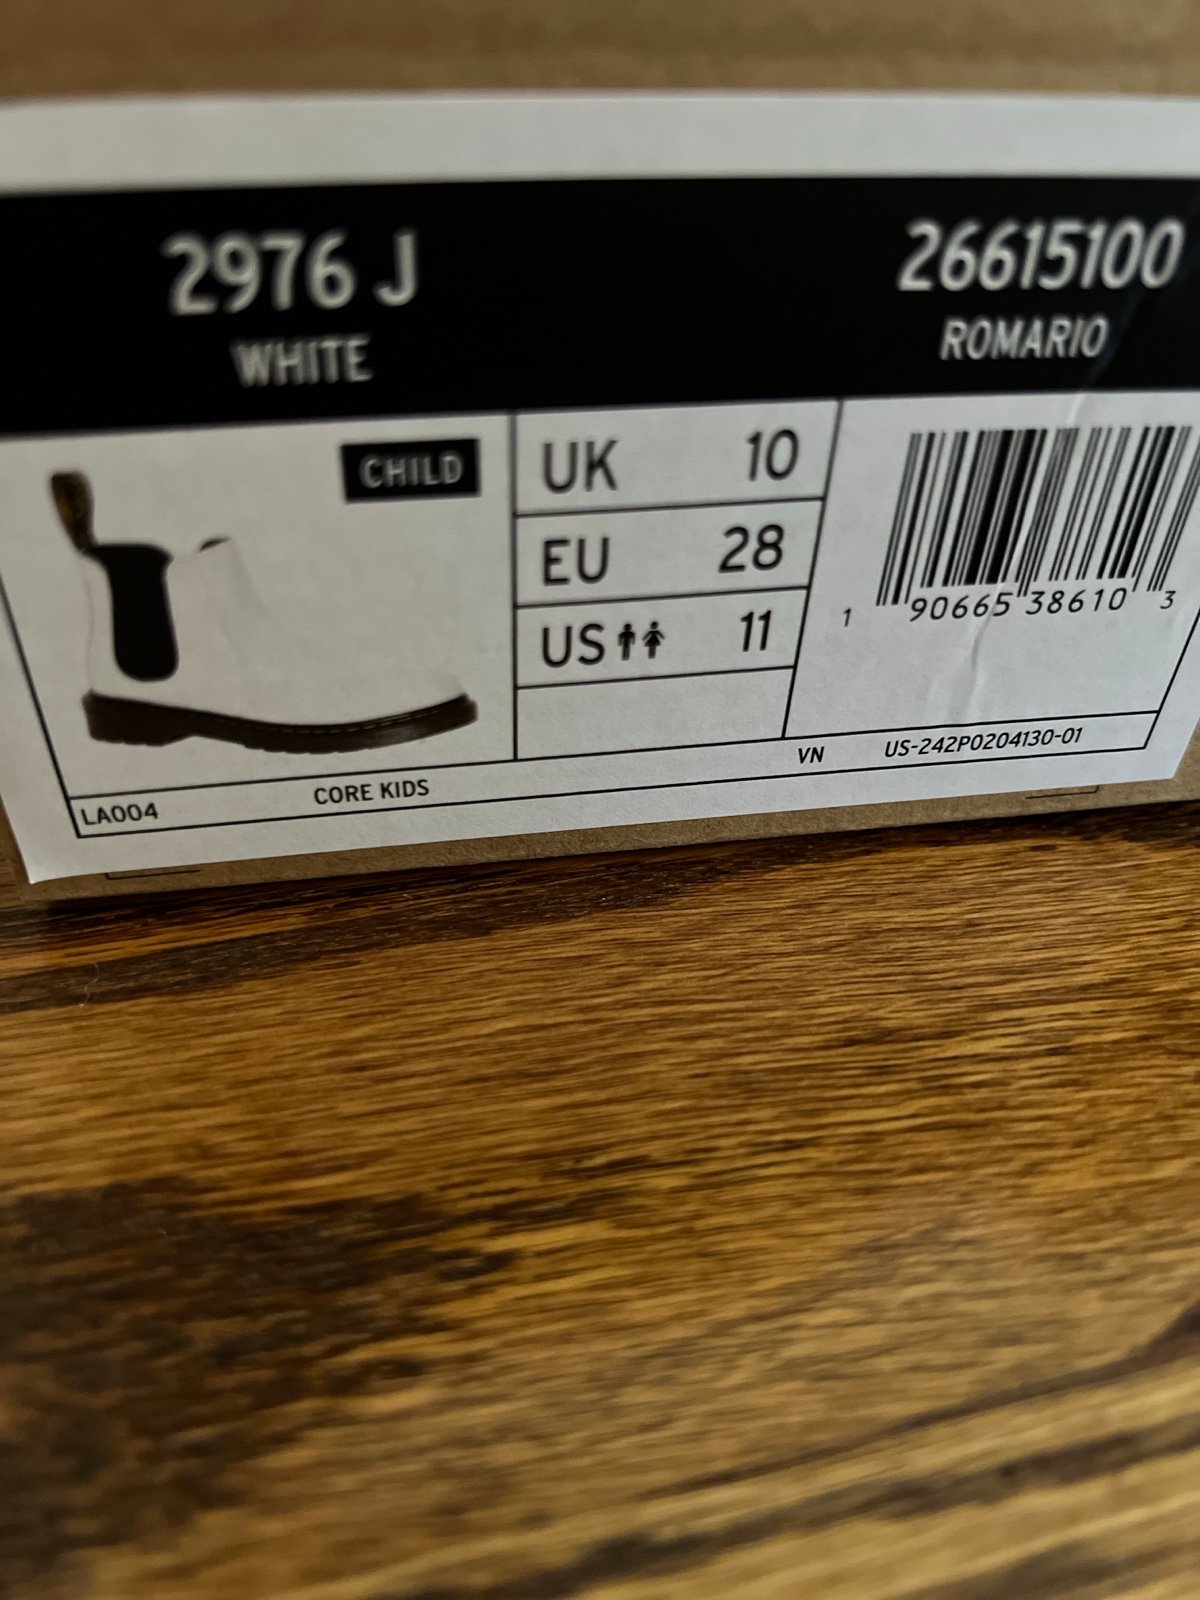 2976 J
WHITE
26615100
ROMARIO
CHILD
UK 10
EU 28
US 11
1 90665 38610 3
LA004 CORE KIDS VN US-242P0204130-01